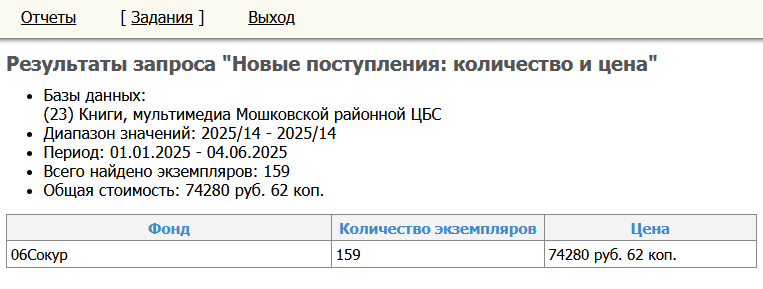 Отчеты [ Задания ] Выход
Результаты запроса "Новые поступления: количество и цена"
• Базы данных:
(23) Книги, мультимедиа Мошковской районной ЦБС
• Диапазон значений: 2025/14 - 2025/14
• Период: 01.01.2025 - 04.06.2025
• Всего найдено экземпляров: 159
• Общая стоимость: 74280 руб. 62 коп.
Фонд Количество экземпляров Цена
06Сокур 159 74280 руб. 62 коп.